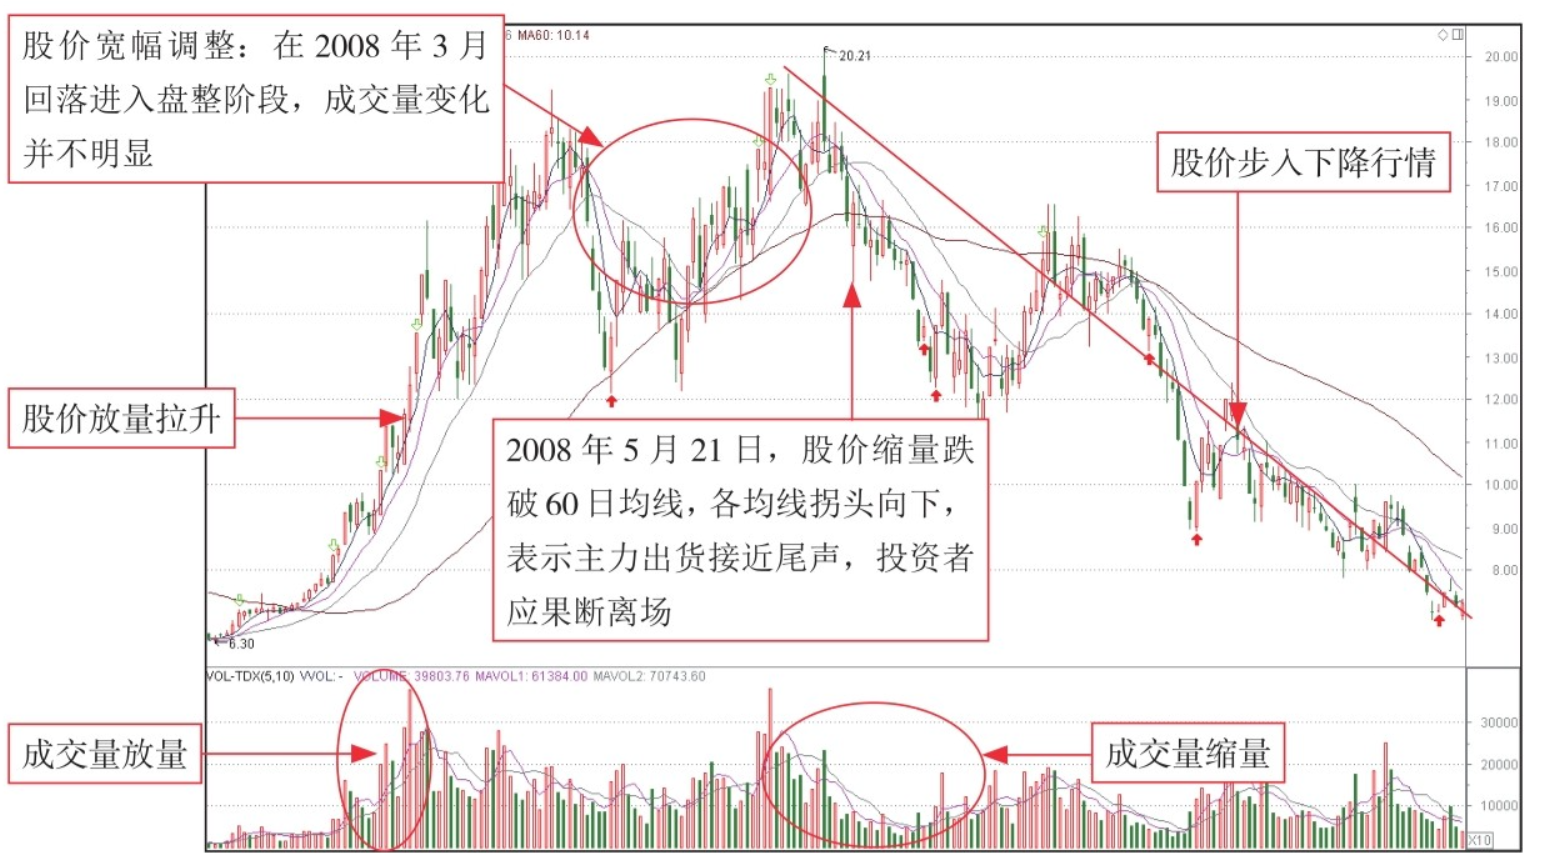 股价宽幅调整：在 2008 年 3 月
回落进入盘整阶段，成交量变化
并不明显
6 MA60: 10.14
20.21
20.00
19.00
18.00
股价步入下降行情
17.00
16.00
15.00
14.00
13.00
12.00
股价放量拉升
11.00
2008 年 5 月 21 日，股价缩量跌
破 60 日均线，各均线拐头向下，
表示主力出货接近尾声，投资者
应果断离场
10.00
9.00
8.00
6.30
VOL-TDX(5,10) VVOL: - VOLUME: 39803.76 MAVOL1: 61384.00 MAVOL2: 70743.60
成交量放量
成交量缩量
30000
20000
10000
X10